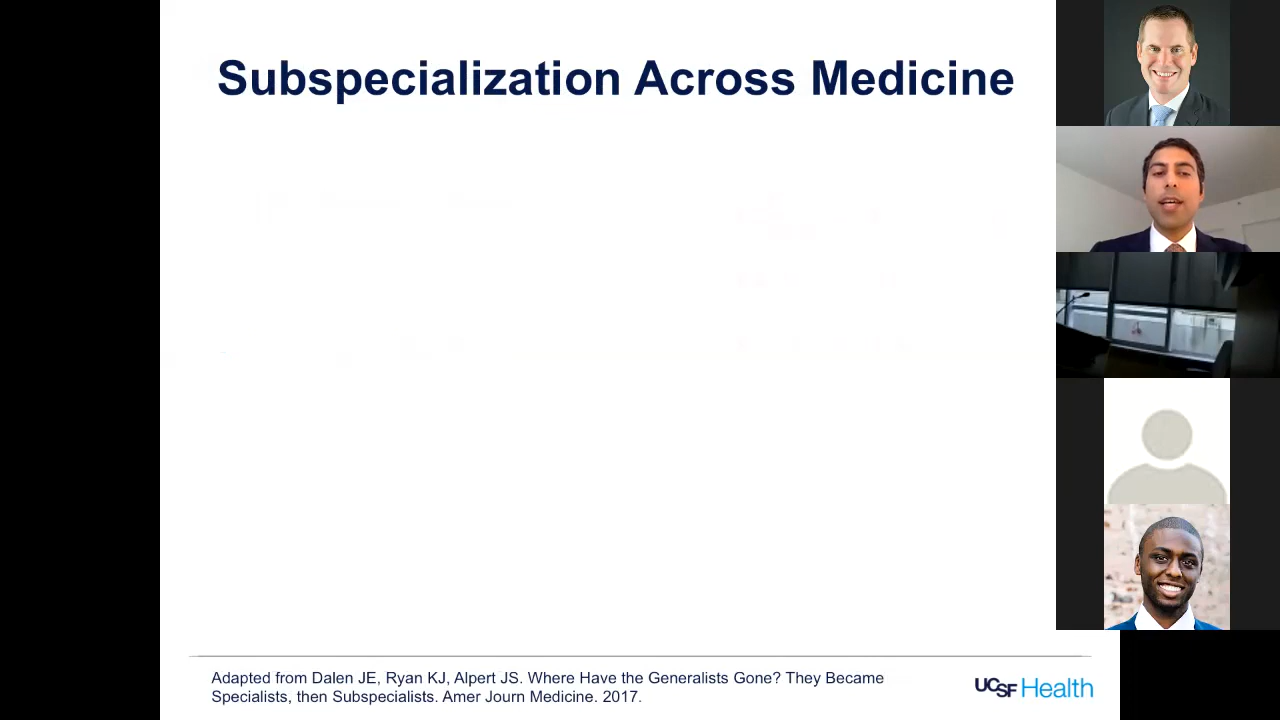 Subspecialization Across Medicine
Adapted from Dalen JE, Ryan KJ, Alpert JS. Where Have the Generalists Gone? They Became
Specialists, then Subspecialists. Amer Journ Medicine. 2017.
UCSF Health